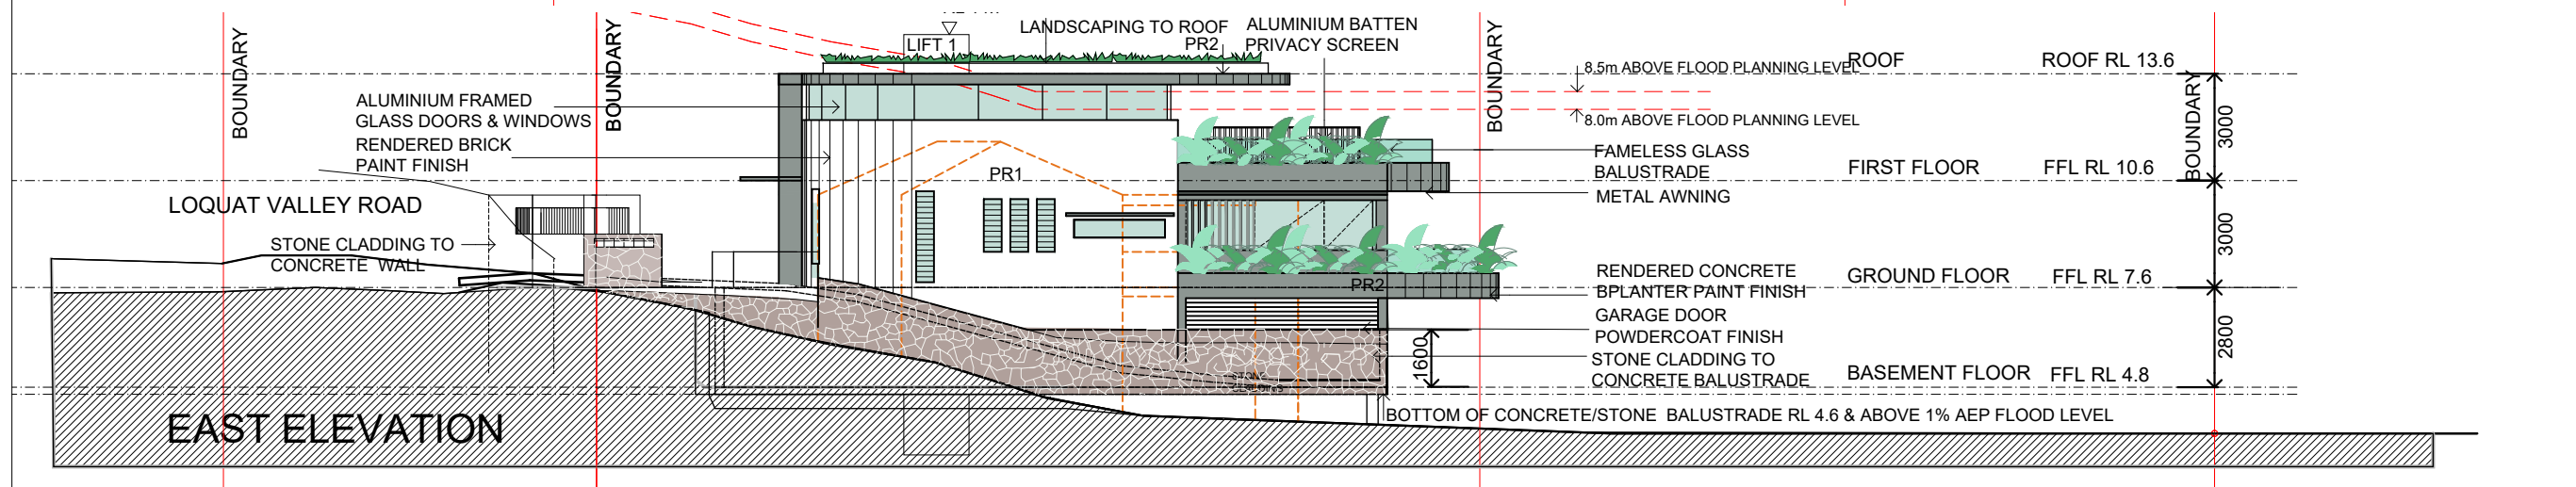 BOUNDARY
BOUNDARY
LIFT 1
LANDSCAPING TO ROOF
PR2
ALUMINIUM BATTEN
PRIVACY SCREEN
BOUNDARY
8.5m ABOVE FLOOD PLANNING LEVEL
ROOF
ROOF RL 13.6
BOUNDARY
3000
ALUMINIUM FRAMED
GLASS DOORS & WINDOWS
RENDERED BRICK
PAINT FINISH
8.0m ABOVE FLOOD PLANNING LEVEL
FAMELESS GLASS
BALUSTRADE
METAL AWNING
FIRST FLOOR
FFL RL 10.6
PR1
LOQUAT VALLEY ROAD
STONE CLADDING TO
CONCRETE WALL
3000
RENDERED CONCRETE
BPLANTER PAINT FINISH
GROUND FLOOR
FFL RL 7.6
PR2
GARAGE DOOR
POWDERCOAT FINISH
2800
1600
STONE CLADDING TO
CONCRETE BALUSTRADE
BASEMENT FLOOR
FFL RL 4.8
BOTTOM OF CONCRETE/STONE BALUSTRADE RL 4.6 & ABOVE 1% AEP FLOOD LEVEL
EAST ELEVATION